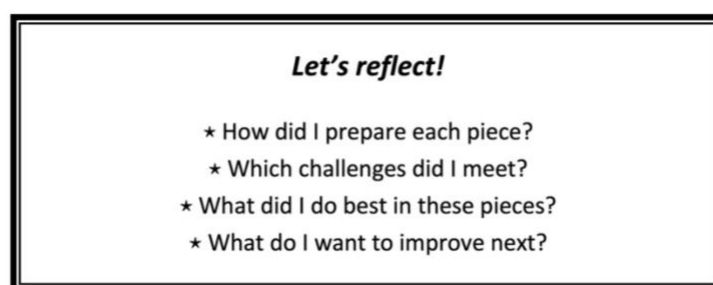 Let's reflect!
★ How did I prepare each piece?
★ Which challenges did I meet?
★ What did I do best in these pieces?
★ What do I want to improve next?